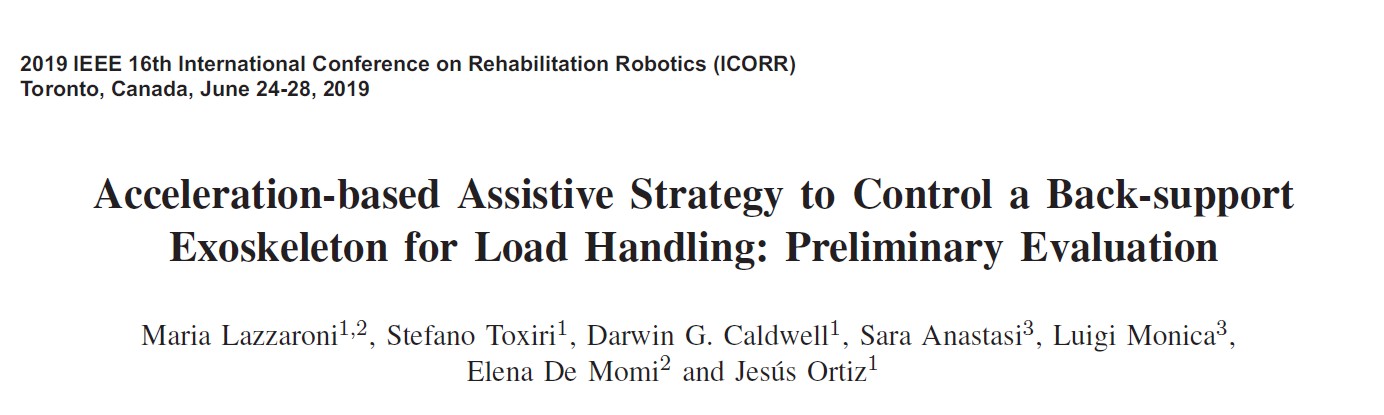 2019 IEEE 16th International Conference on Rehabilitation Robotics (ICORR)
Toronto, Canada, June 24-28, 2019
Acceleration-based Assistive Strategy to Control a Back-support
Exoskeleton for Load Handling: Preliminary Evaluation
Maria Lazzaroni1,2, Stefano Toxiri1, Darwin G. Caldwell1, Sara Anastasi3, Luigi Monica3,
Elena De Momi2 and Jesús Ortiz1